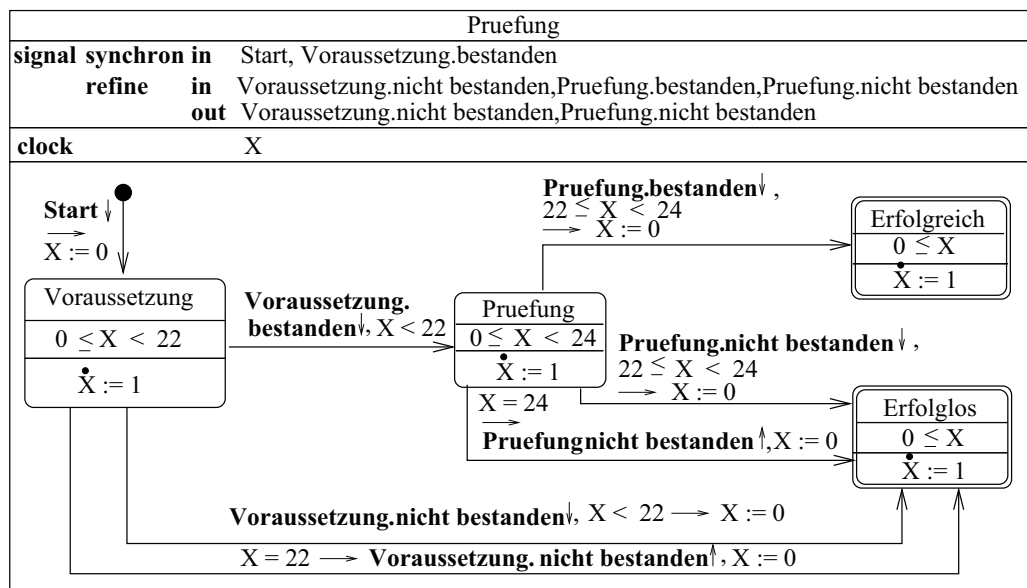 Pruefung
signal synchron in Start, Voraussetzung.bestanden
refine in Voraussetzung.nicht bestanden,Pruefung.bestanden,Pruefung.nicht bestanden
out Voraussetzung.nicht bestanden,Pruefung.nicht bestanden
clock X
Start ↓
→
X := 0
Voraussetzung
0 ≤ X < 22
Ẋ := 1
Voraussetzung.
bestanden↓, X < 22
Pruefung
0 ≤ X < 24
Ẋ := 1
Pruefung.bestanden↓ ,
22 ≤ X < 24
→ X := 0
Erfolgreich
0 ≤ X
Ẋ := 1
Pruefung.nicht bestanden↓ ,
22 ≤ X < 24
→ X := 0
X = 24
→
Pruefungnicht bestanden ↑, X := 0
Erfolglos
0 ≤ X
Ẋ := 1
Voraussetzung.nicht bestanden↓, X < 22 → X := 0
X = 22 → Voraussetzung. nicht bestanden↑, X := 0